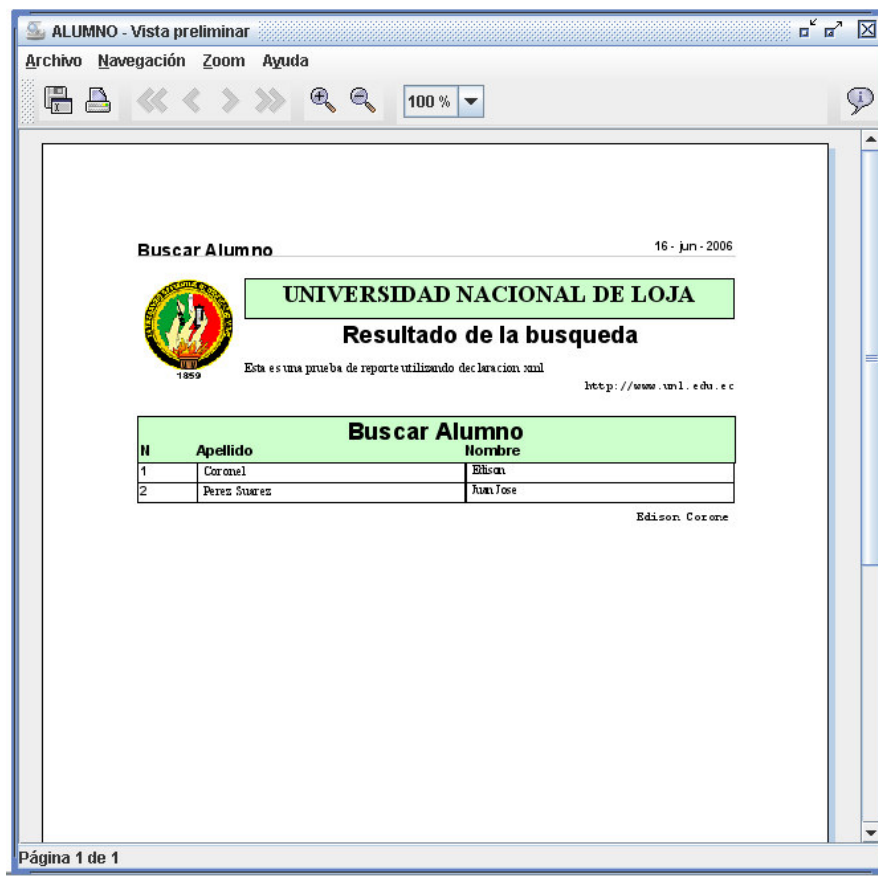 ALUMNO - Vista preliminar
Archivo Navegación Zoom Ayuda
100 %
Buscar Alumno
16 - jun - 2006
UNIVERSIDAD NACIONAL DE LOJA
Resultado de la busqueda
1859
Esta es una prueba de reporte utilizando declaracion xml
http://www.unl.edu.ec
Buscar Alumno
N Apellido Nombre
1 Coronel Edison
2 Perez Suarez Juan Jose
Edison Corone
Página 1 de 1